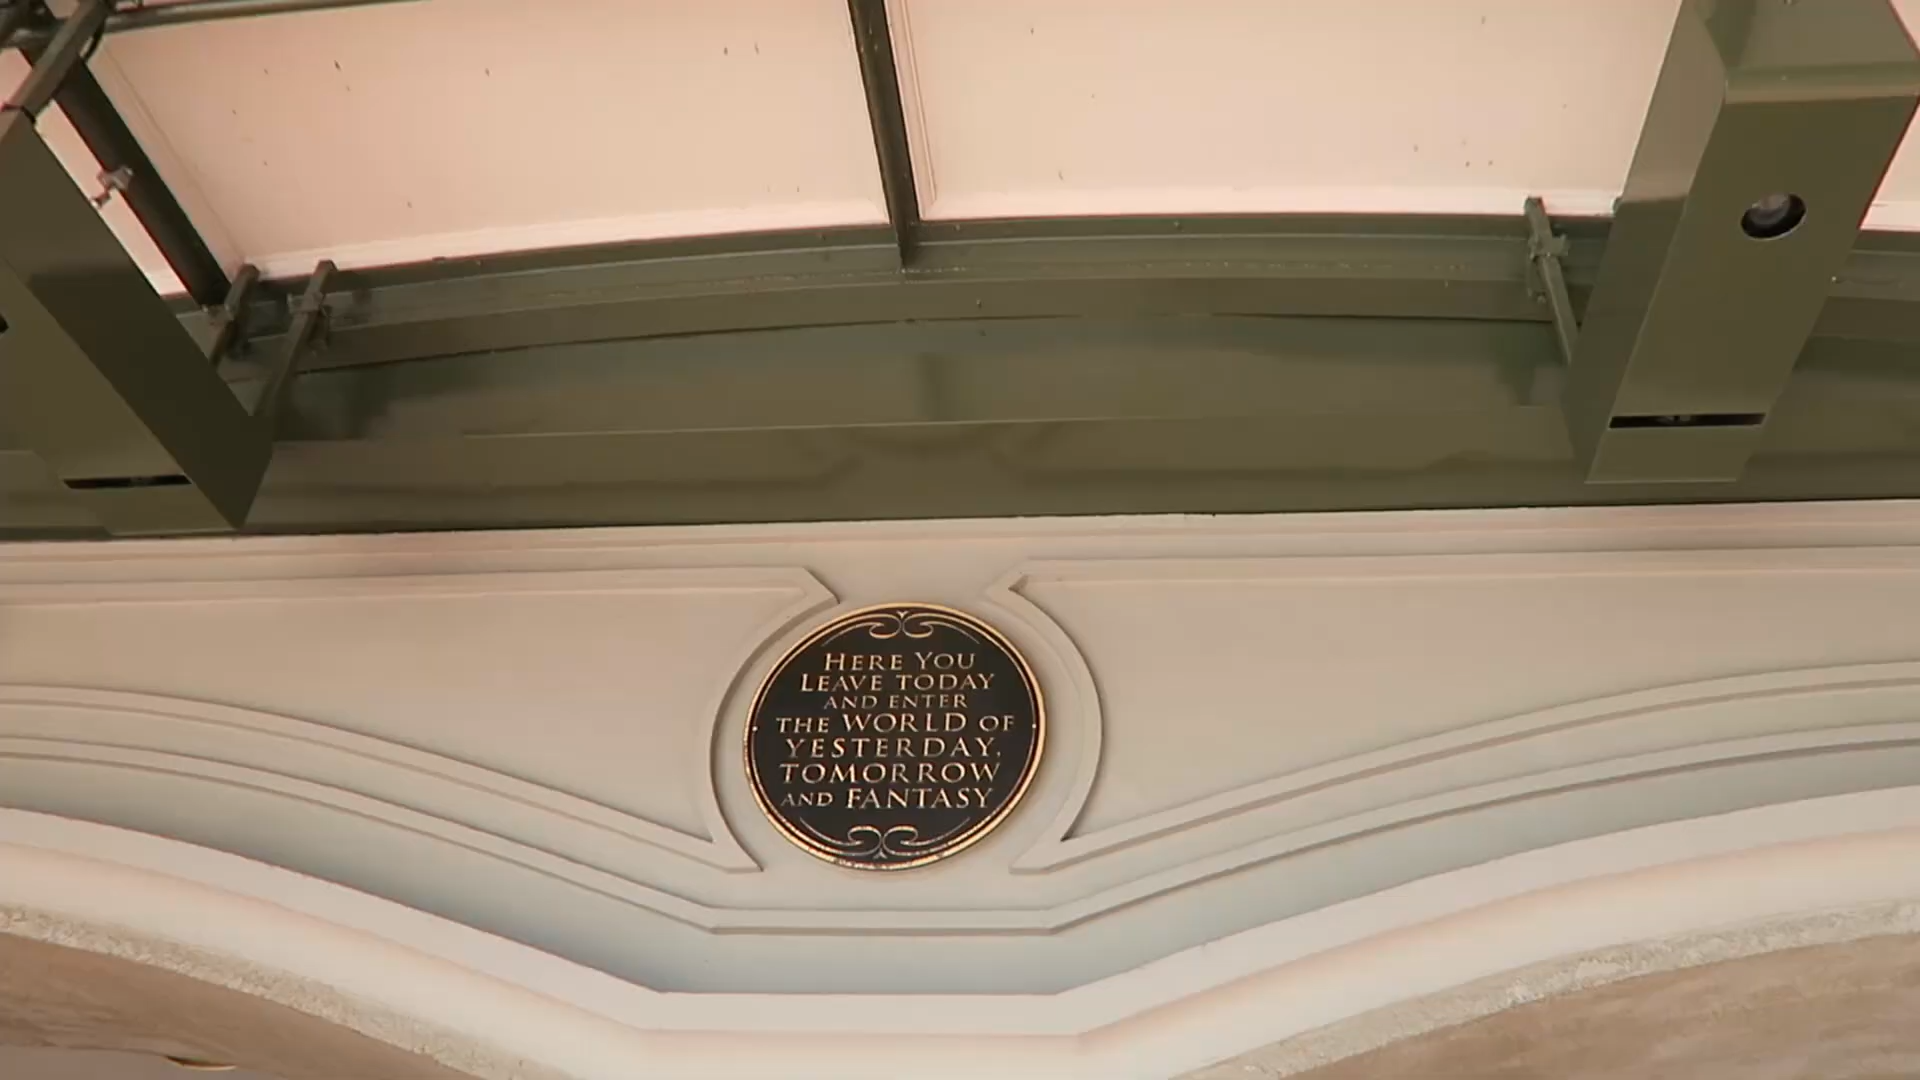 HERE YOU
LEAVE TODAY
AND ENTER
THE WORLD OF
YESTERDAY,
TOMORROW
AND FANTASY